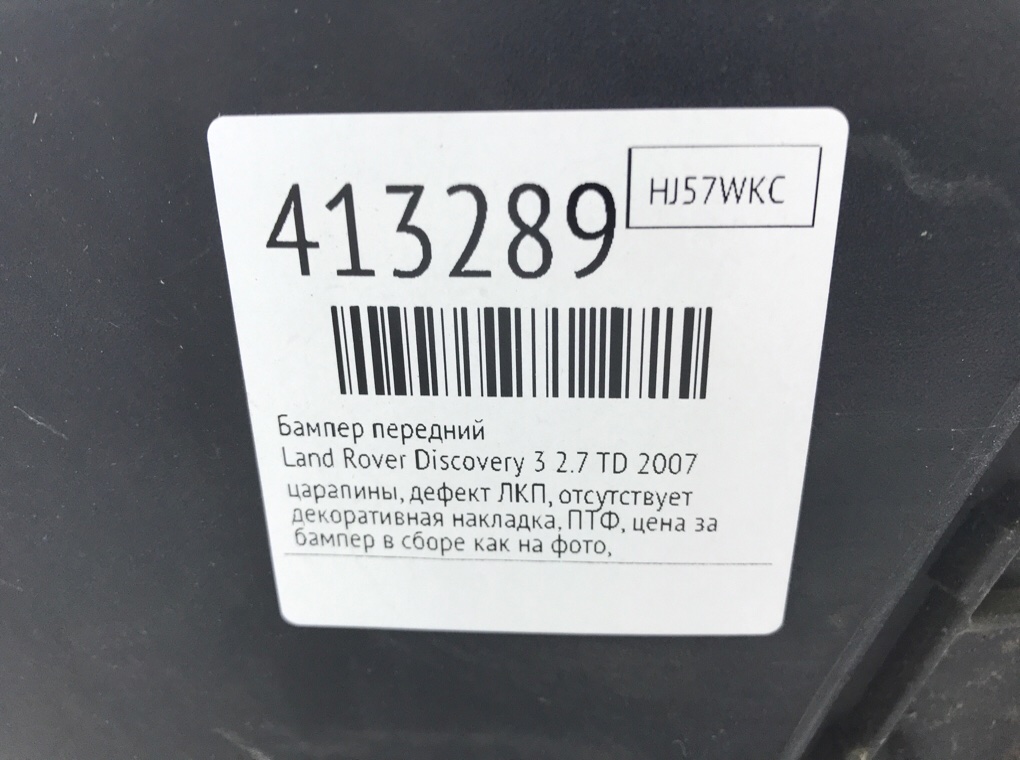 413289
HJ57WKC
Бампер передний
Land Rover Discovery 3 2.7 TD 2007
царапины, дефект ЛКП, отсутствует
декоративная накладка, ПТФ, цена за
бампер в сборе как на фото,